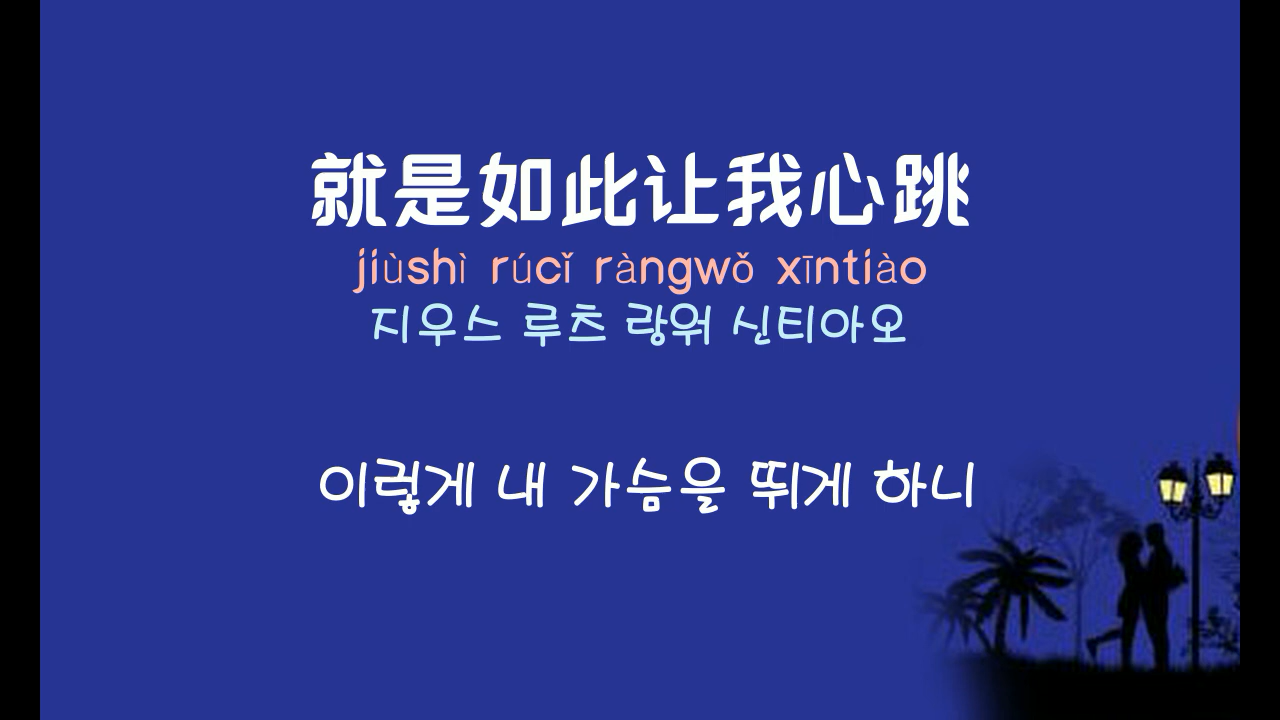 就是如此让我心跳
jiùshì rúcǐ ràngwǒ xīntiào
지우스 루츠 랑워 신티아오
이렇게 내 가슴을 뛰게 하니